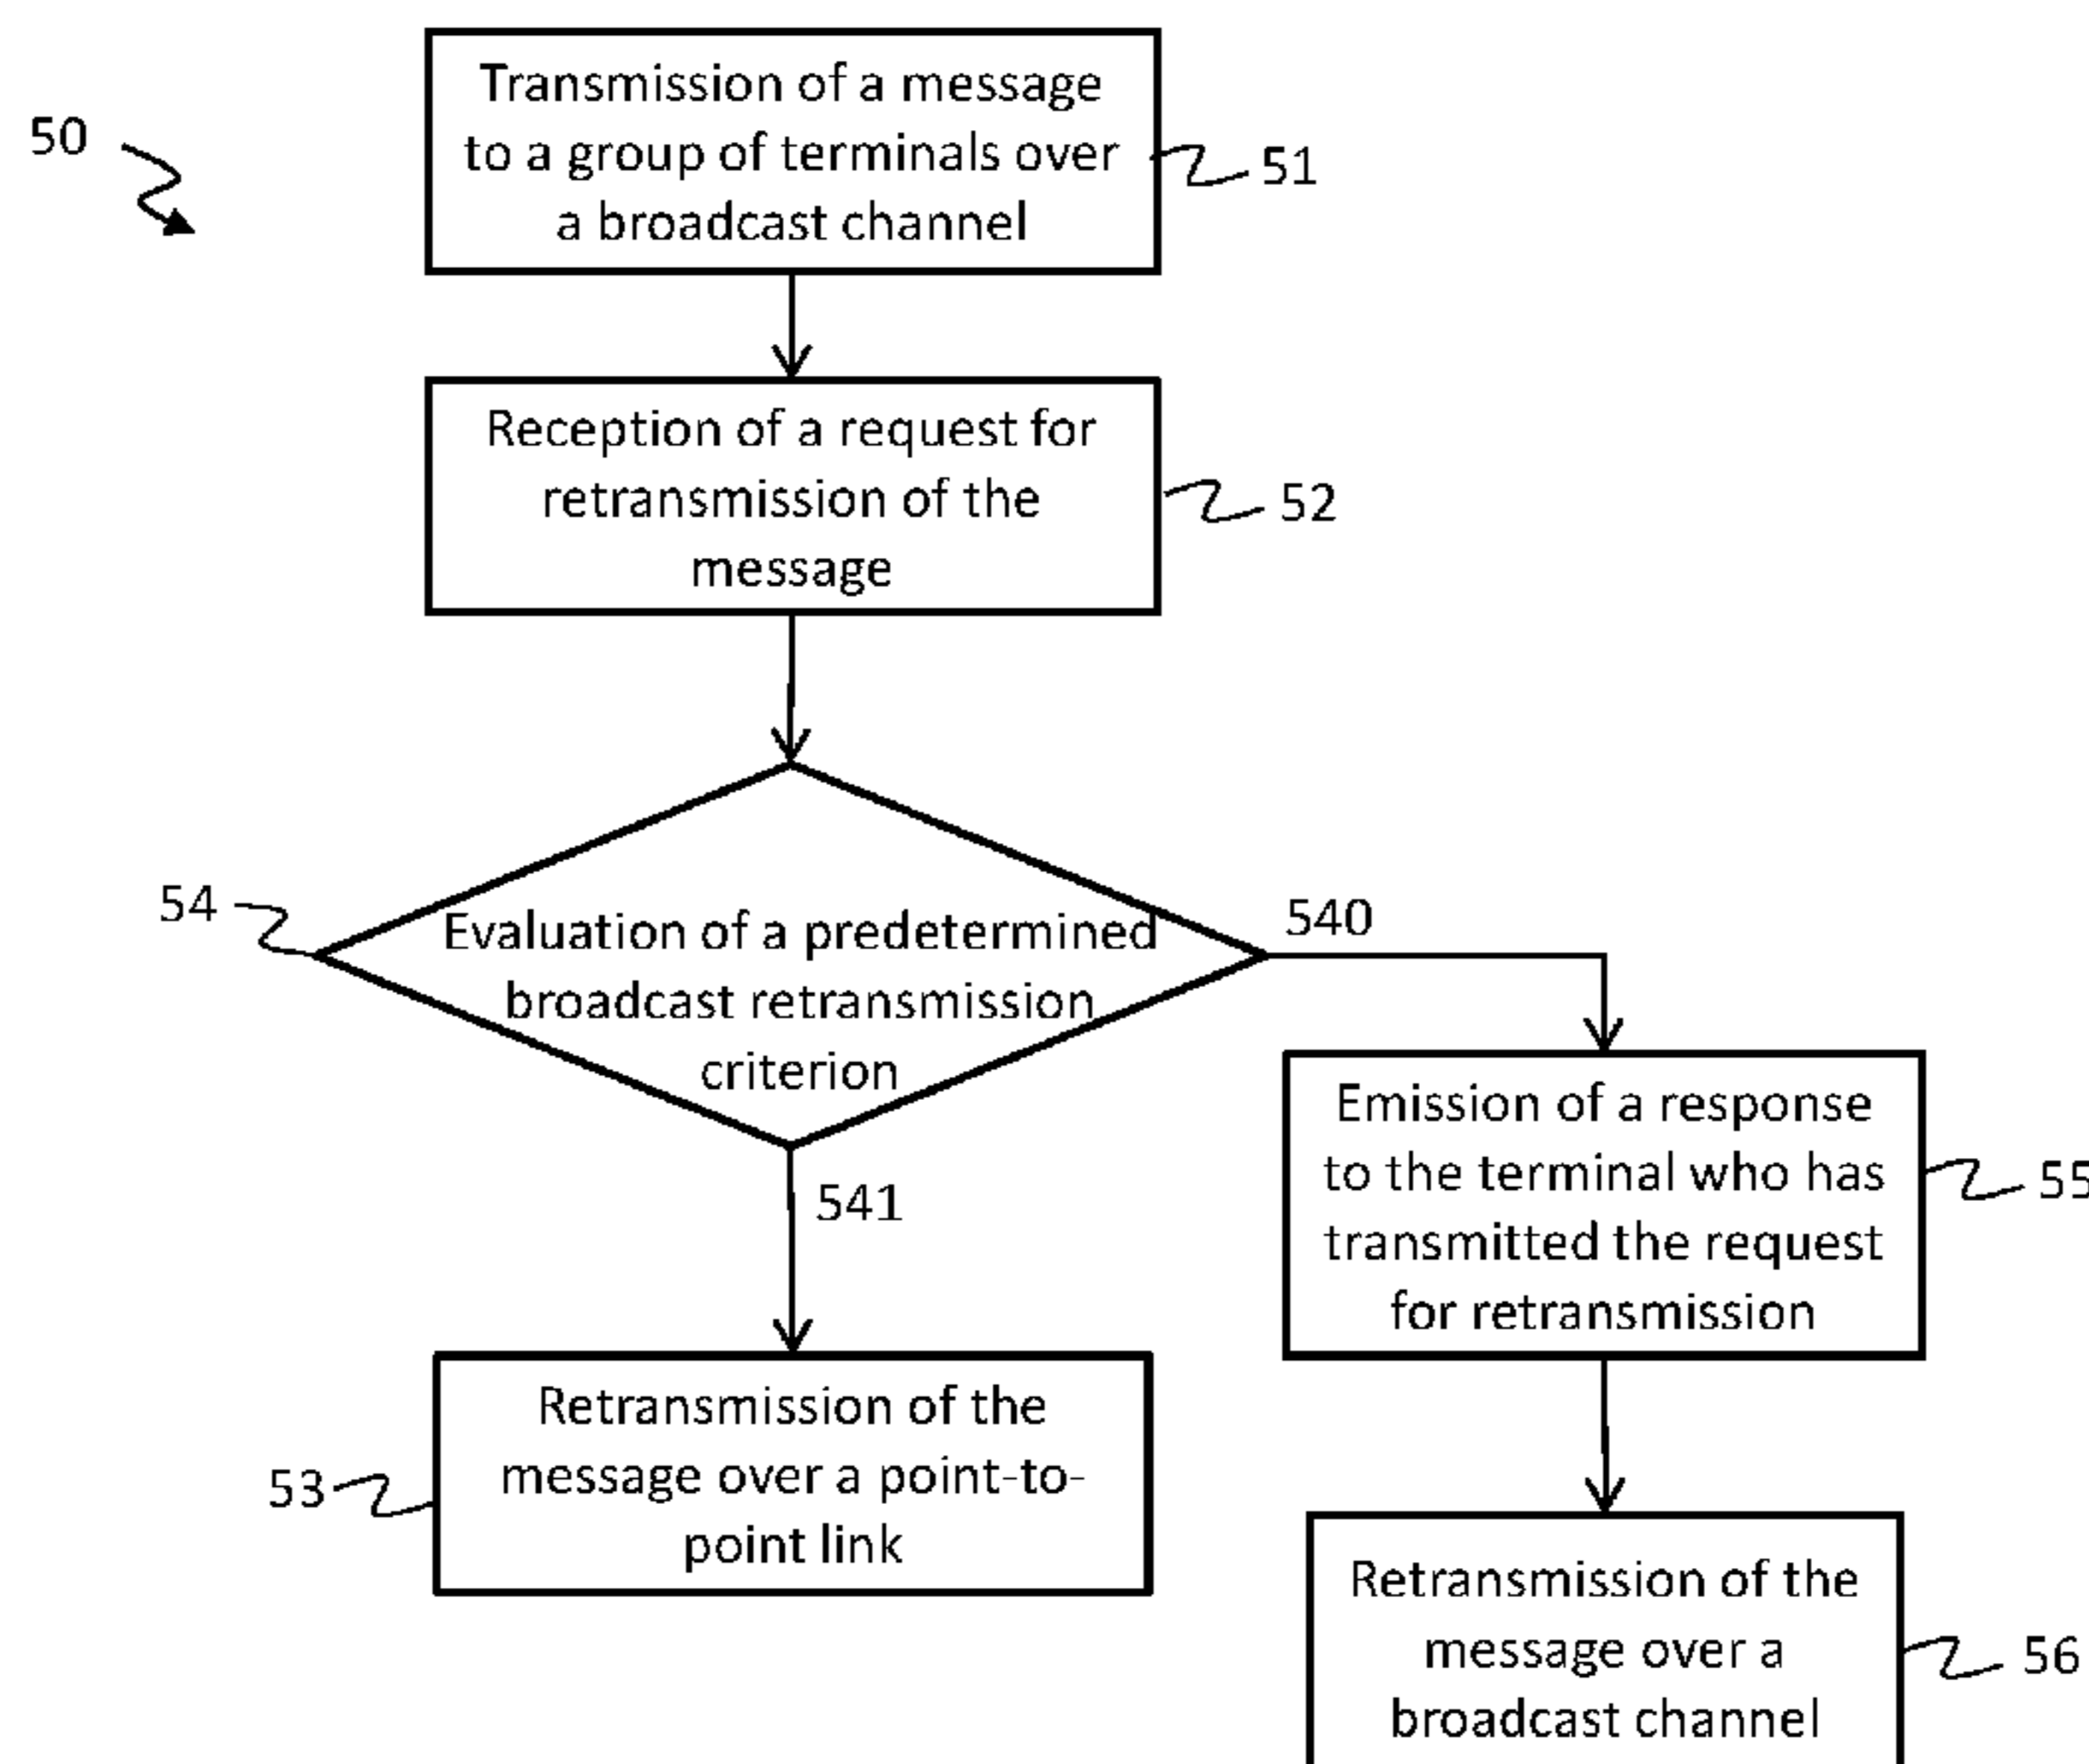 50
Transmission of a message
to a group of terminals over
a broadcast channel
51
Reception of a request for
retransmission of the
message
52
54
Evaluation of a predetermined
broadcast retransmission
criterion
540
541
Emission of a response
to the terminal who has
transmitted the request
for retransmission
55
53
Retransmission of the
message over a point-to-
point link
Retransmission of the
message over a
broadcast channel
56